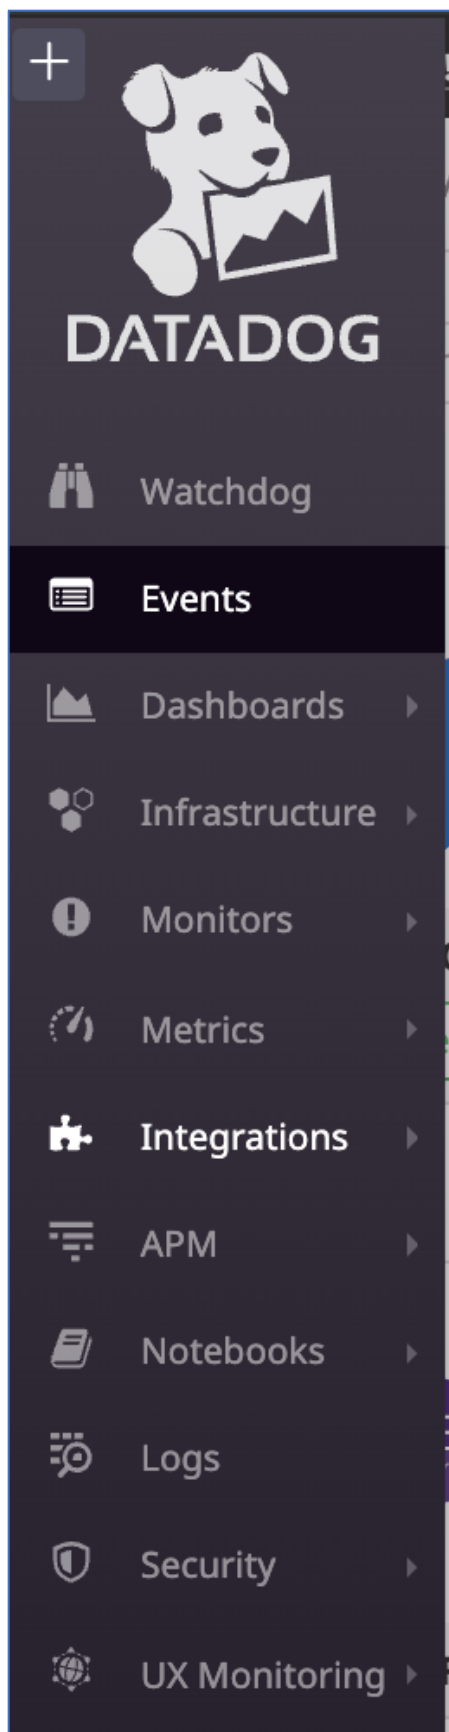 DATADOG
Watchdog
Events
Dashboards
Infrastructure
Monitors
Metrics
Integrations
APM
Notebooks
Logs
Security
UX Monitoring